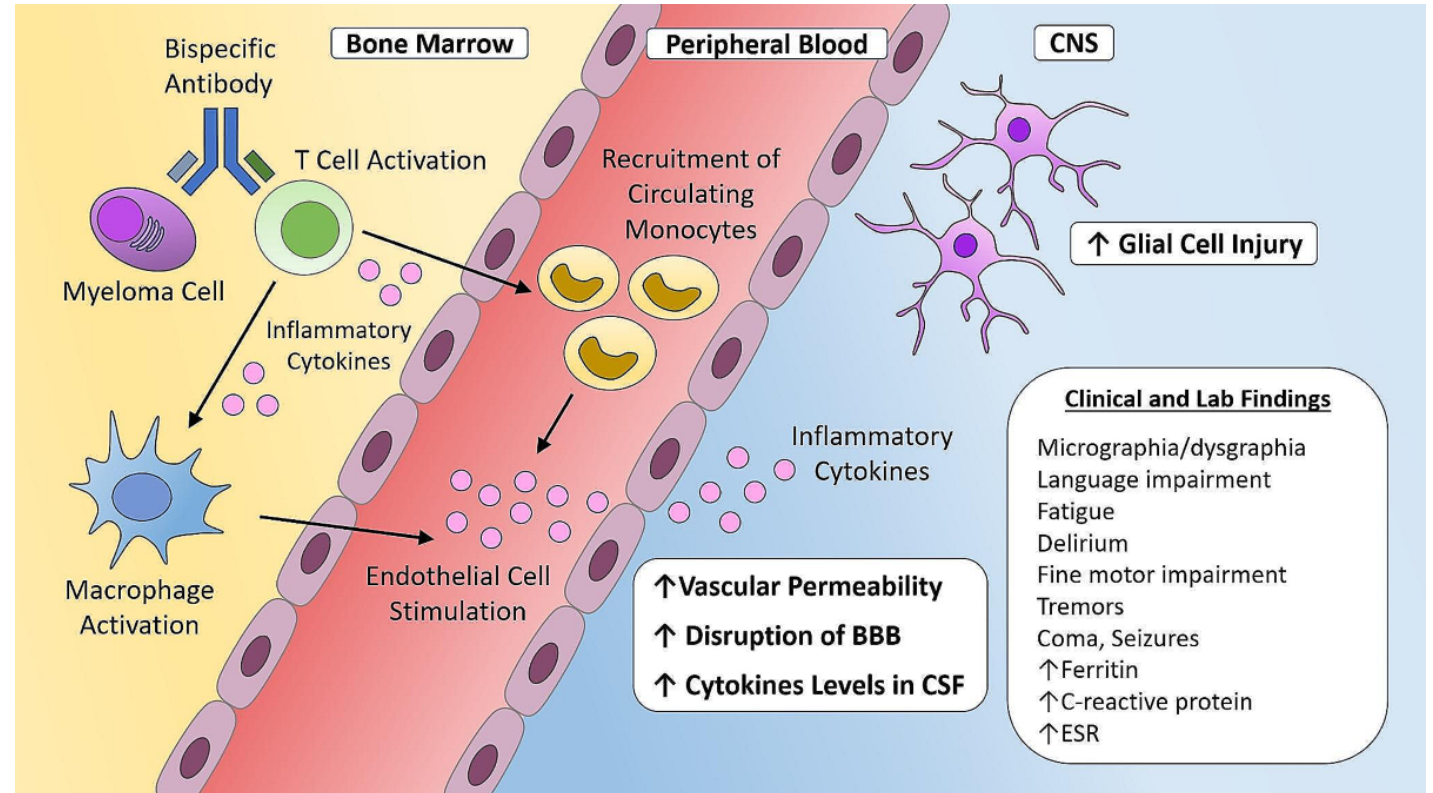 Bone Marrow
Peripheral Blood
CNS
Bispecific
Antibody
T Cell Activation
Myeloma Cell
Inflammatory
Cytokines
Macrophage
Activation
Recruitment of
Circulating
Monocytes
Endothelial Cell
Stimulation
Inflammatory
Cytokines
↑Vascular Permeability
↑ Disruption of BBB
↑ Cytokines Levels in CSF
↑ Glial Cell Injury
Clinical and Lab Findings
Micrographia/dysgraphia
Language impairment
Fatigue
Delirium
Fine motor impairment
Tremors
Coma, Seizures
↑Ferritin
↑C-reactive protein
↑ESR